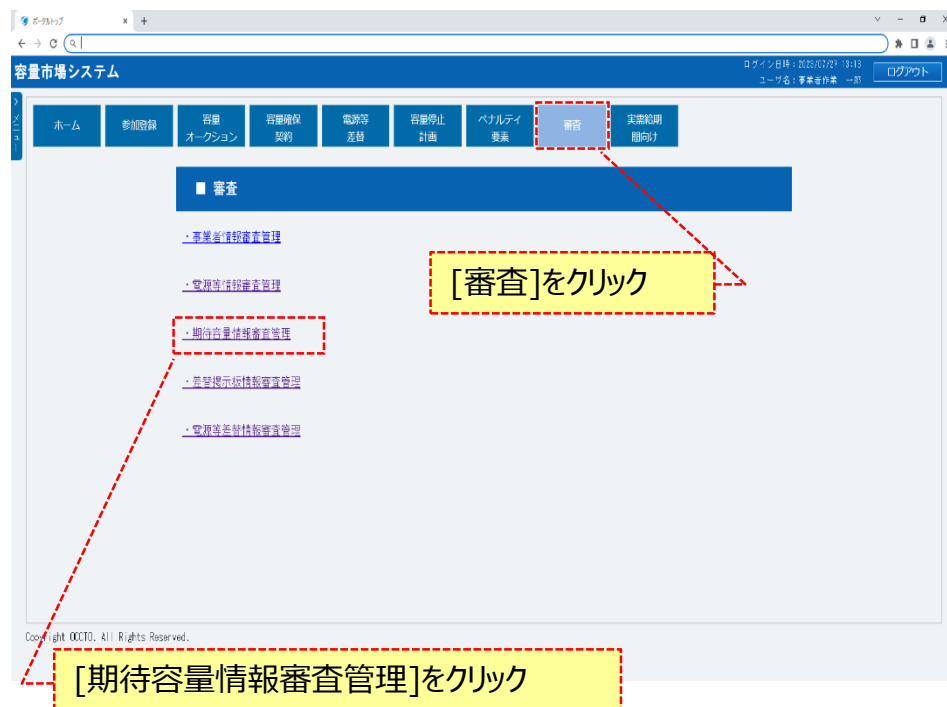 ポータルトップ
容量市場システム
ログイン日時：2023/07/27 13:13
ユーザ名：事業者作業 一郎
ログアウト
メニュー
ホーム
参加登録
容量
オークション
容量確保
契約
電源等
差替
容量停止
計画
ペナルティ
要素
審査
実需給期
間向け
■ 審査
・事業者情報審査管理
・電源等情報審査管理
・期待容量情報審査管理
・差替掲示板情報審査管理
・電源等差替情報審査管理
[審査]をクリック
Copyright OCCTO. All Rights Reserved.
[期待容量情報審査管理]をクリック